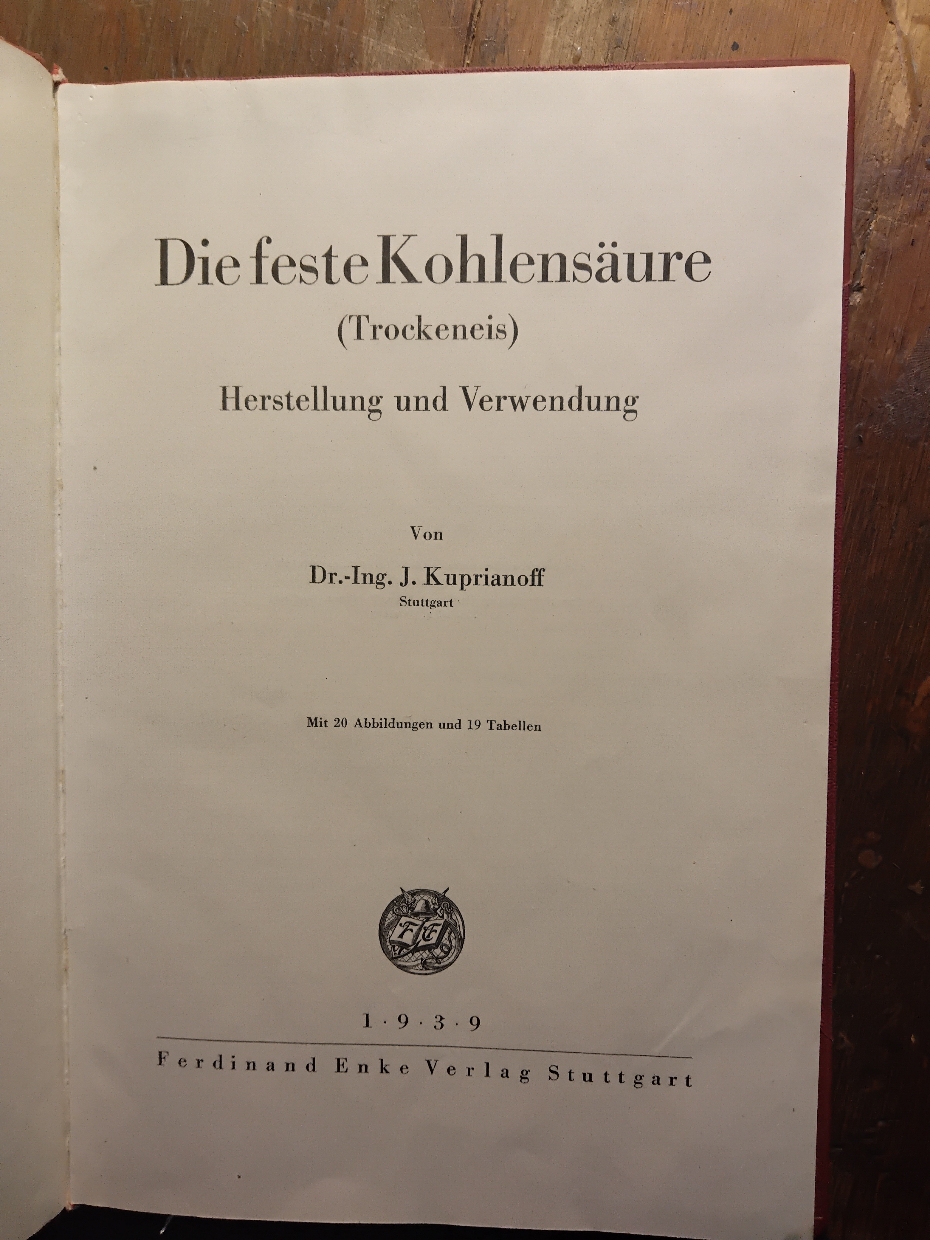 Die feste Kohlensäure
(Trockeneis)
Herstellung und Verwendung
Von
Dr.-Ing. J. Kuprianoff
Stuttgart
Mit 20 Abbildungen und 19 Tabellen
F E
1 · 9 · 3 · 9
Ferdinand Enke Verlag Stuttgart